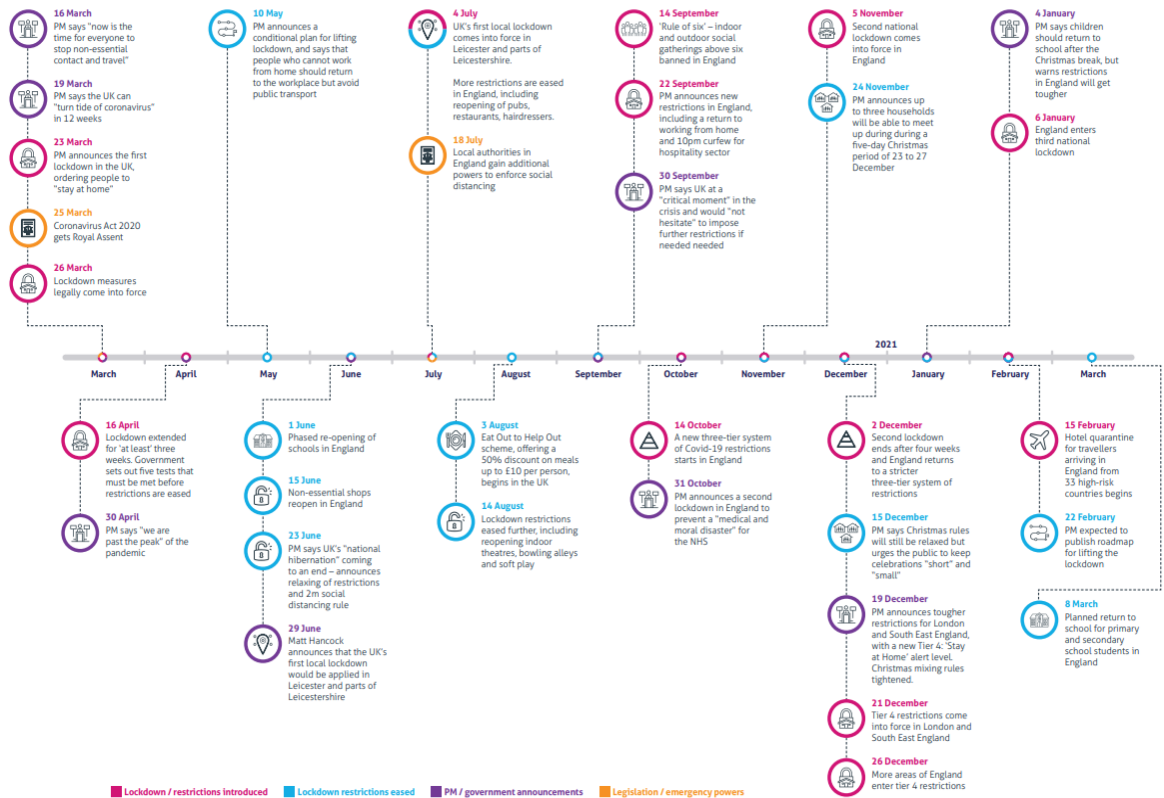 16 March
PM says "now is the
time for everyone to
stop non-essential
contact and travel"
19 March
PM says the UK can
"turn tide of coronavirus"
in 12 weeks
23 March
PM announces the first
lockdown in the UK,
ordering people to
"stay at home"
25 March
Coronavirus Act 2020
gets Royal Assent
26 March
Lockdown measures
legally come into force
10 May
PM announces a
conditional plan for lifting
lockdown, and says that
people who cannot work
from home should return
to the workplace but avoid
public transport
4 July
UK's first local lockdown
comes into force in
Leicester and parts of
Leicestershire.
More restrictions are eased
in England, including
reopening of pubs,
restaurants, hairdressers.
18 July
Local authorities in
England gain additional
powers to enforce social
distancing
14 September
'Rule of six' – indoor
and outdoor social
gatherings above six
banned in England
22 September
PM announces new
restrictions in England,
including a return to
working from home
and 10pm curfew for
hospitality sector
30 September
PM says UK at a
"critical moment" in the
crisis and would "not
hesitate" to impose
further restrictions if
needed needed
5 November
Second national
lockdown comes
into force in
England
24 November
PM announces up
to three households
will be able to meet
up during during a
five-day Christmas
period of 23 to 27
December
4 January
PM says children
should return to
school after the
Christmas break, but
warns restrictions
in England will get
tougher
6 January
England enters
third national
lockdown
2021
March
April
May
June
July
August
September
October
November
December
January
February
March
16 April
Lockdown extended
for 'at least' three
weeks. Government
sets out five tests that
must be met before
restrictions are eased
30 April
PM says "we are
past the peak" of the
pandemic
1 June
Phased re-opening of
schools in England
15 June
Non-essential shops
reopen in England
23 June
PM says UK's "national
hibernation" coming
to an end – announces
relaxing of restrictions
and 2m social
distancing rule
29 June
Matt Hancock
announces that the UK's
first local lockdown
would be applied in
Leicester and parts of
Leicestershire
3 August
Eat Out to Help Out
scheme, offering a
50% discount on meals
up to £10 per person,
begins in the UK
14 August
Lockdown restrictions
eased further, including
reopening indoor
theatres, bowling alleys
and soft play
14 October
A new three-tier system
of Covid-19 restrictions
starts in England
31 October
PM announces a second
lockdown in England to
prevent a "medical and
moral disaster" for
the NHS
2 December
Second lockdown
ends after four weeks
and England returns
to a stricter
three-tier system of
restrictions
15 December
PM says Christmas rules
will still be relaxed but
urges the public to keep
celebrations "short" and
"small"
19 December
PM announces tougher
restrictions for London
and South East England,
with a new Tier 4: 'Stay
at Home' alert level.
Christmas mixing rules
tightened.
21 December
Tier 4 restrictions come
into force in London and
South East England
26 December
More areas of England
enter tier 4 restrictions
15 February
Hotel quarantine
for travellers
arriving in
England from
33 high-risk
countries begins
22 February
PM expected to
publish roadmap
for lifting the
lockdown
8 March
Planned return to
school for primary
and secondary
school students in
England
Lockdown / restrictions introduced
Lockdown restrictions eased
PM / government announcements
Legislation / emergency powers